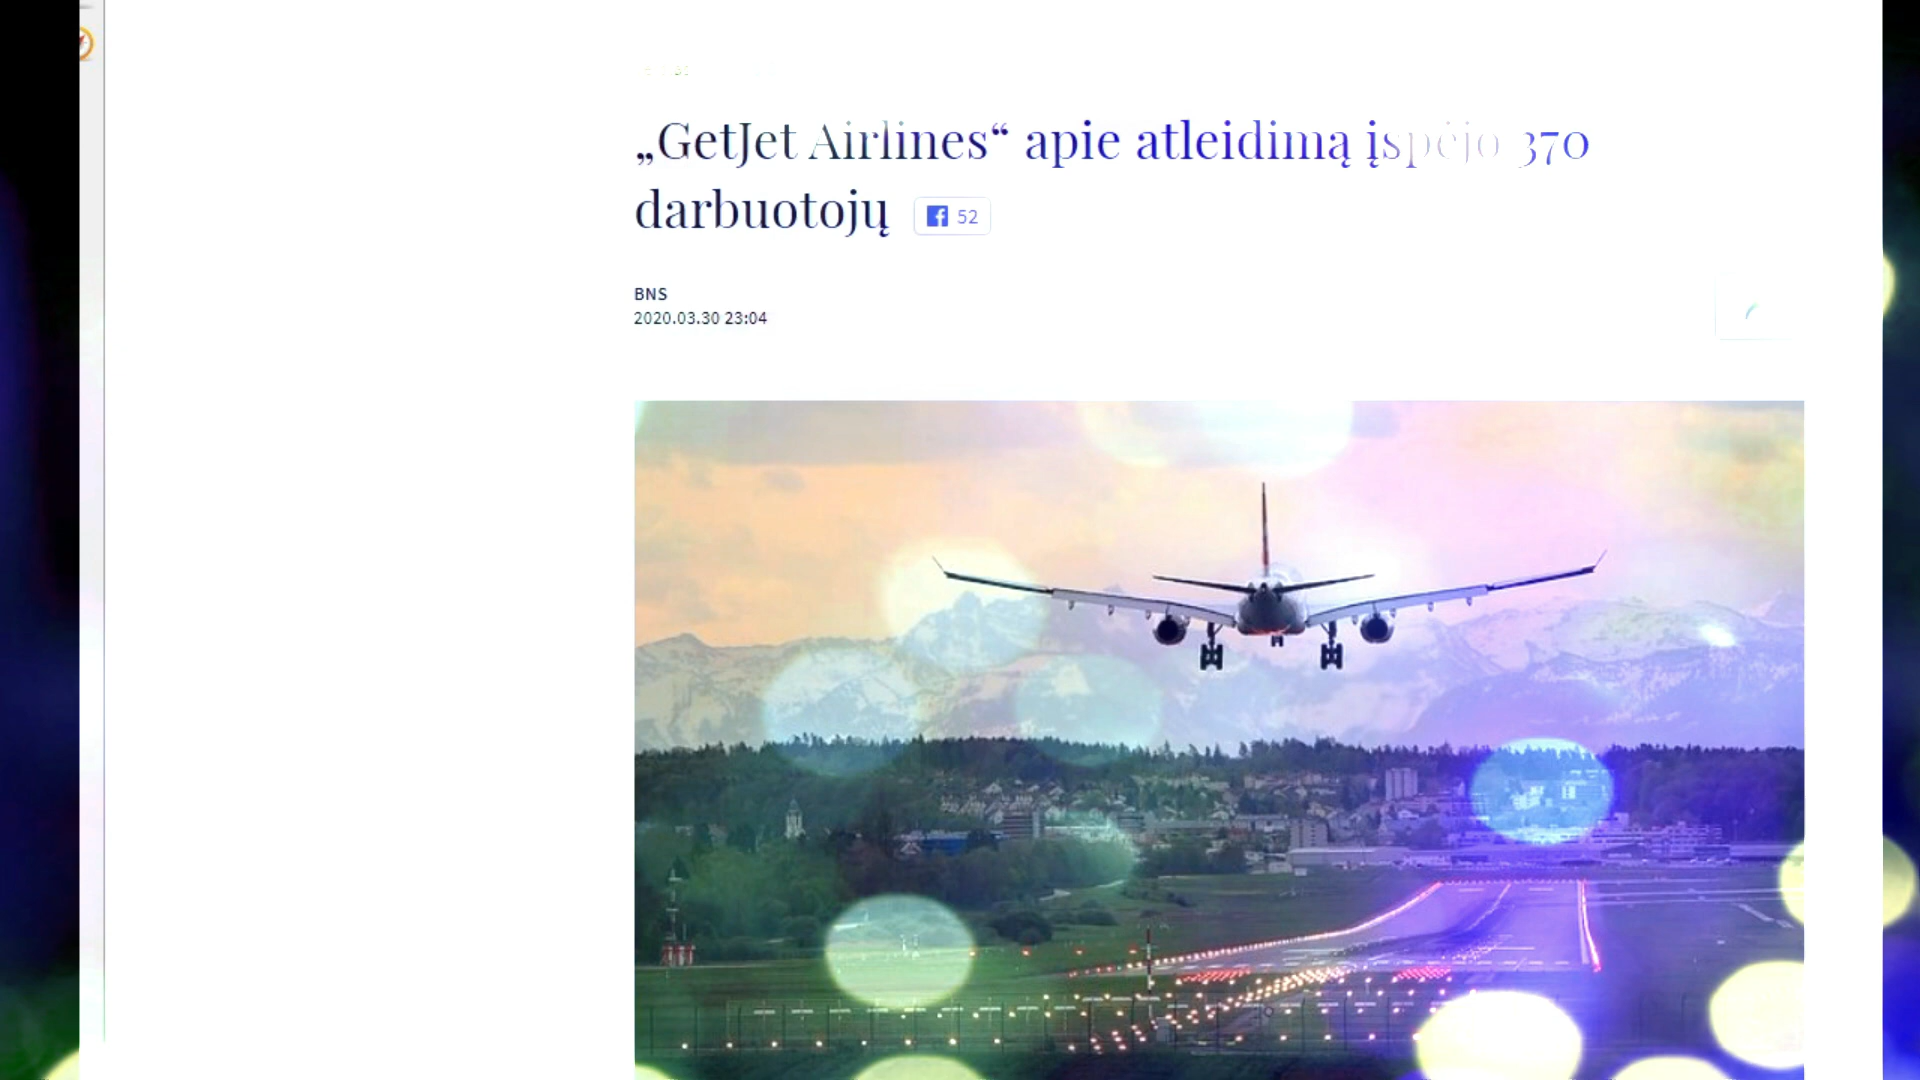 „GetJet Airlines“ apie atleidimą įspėjo 370
darbuotojų 52
BNS
2020.03.30 23:04